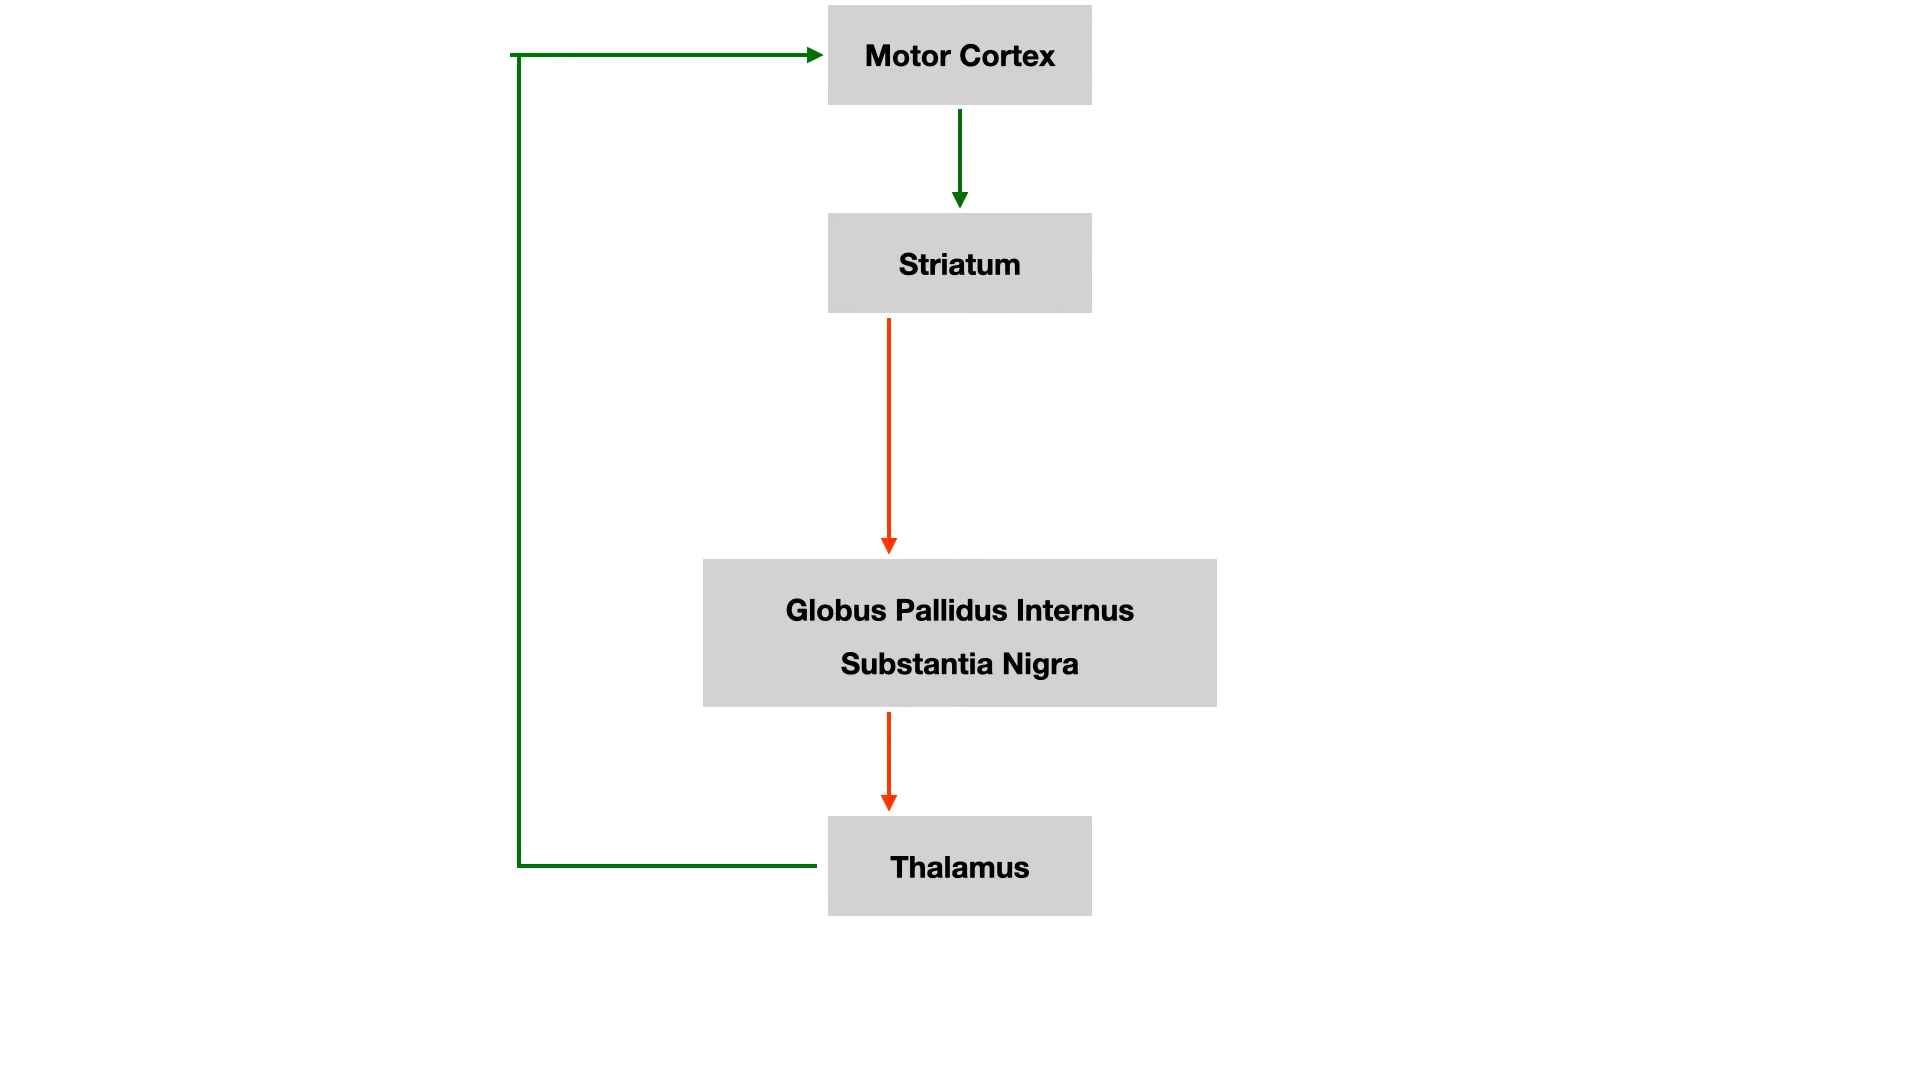 Motor Cortex
Striatum
Globus Pallidus Internus
Substantia Nigra
Thalamus